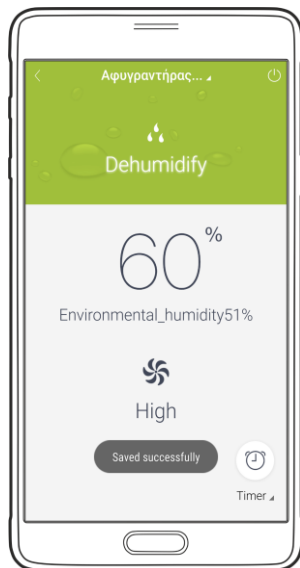 Αφυγραντήρας...
Dehumidify
60%
Environmental_humidity51%
High
Saved successfully
Timer